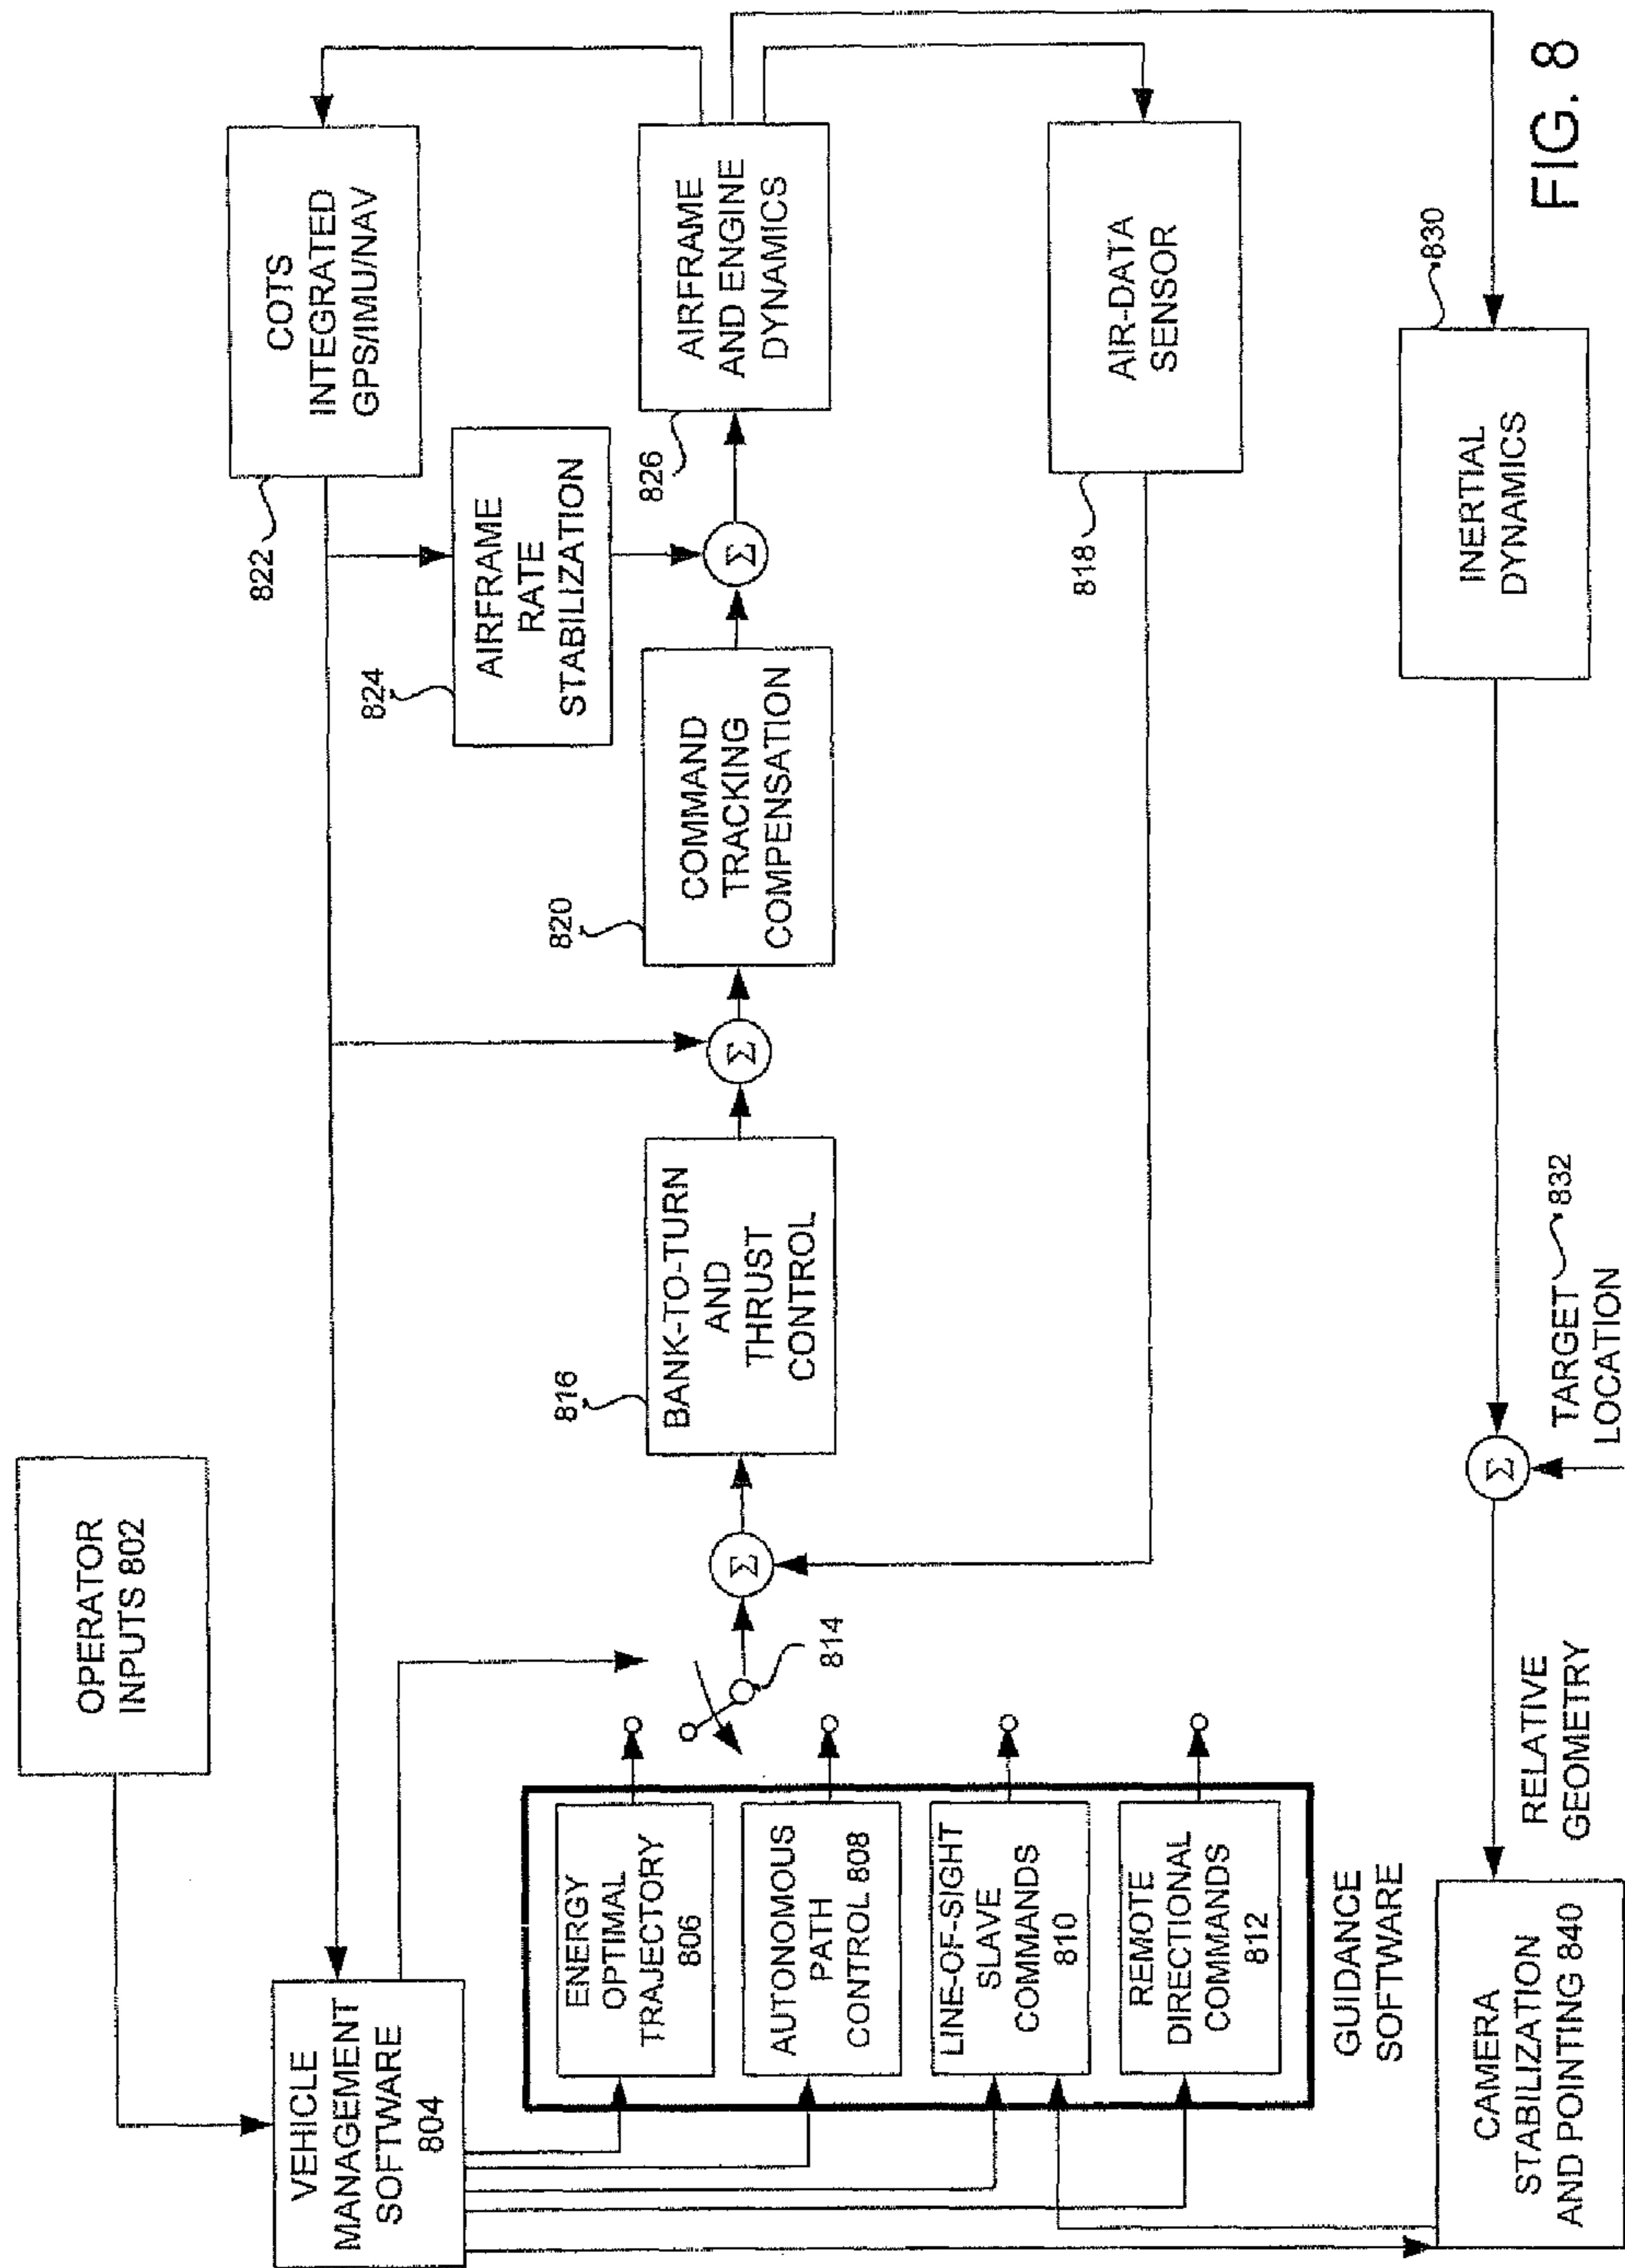 OPERATOR
INPUTS 802
VEHICLE
MANAGEMENT
SOFTWARE
804
COTS
INTEGRATED
GPS/IMU/NAV
822
AIRFRAME
RATE
STABILIZATION
824
ENERGY
OPTIMAL
TRAJECTORY
806
AUTONOMOUS
PATH
CONTROL 808
LINE-OF-SIGHT
SLAVE
COMMANDS
810
REMOTE
DIRECTIONAL
COMMANDS
812
GUIDANCE
SOFTWARE
814
Σ
BANK-TO-TURN
AND
THRUST
CONTROL
816
Σ
COMMAND
TRACKING
COMPENSATION
820
Σ
AIRFRAME
AND ENGINE
DYNAMICS
826
AIR-DATA
SENSOR
818
CAMERA
STABILIZATION
AND POINTING 840
RELATIVE
GEOMETRY
Σ
TARGET 832
LOCATION
INERTIAL
DYNAMICS
830
FIG. 8